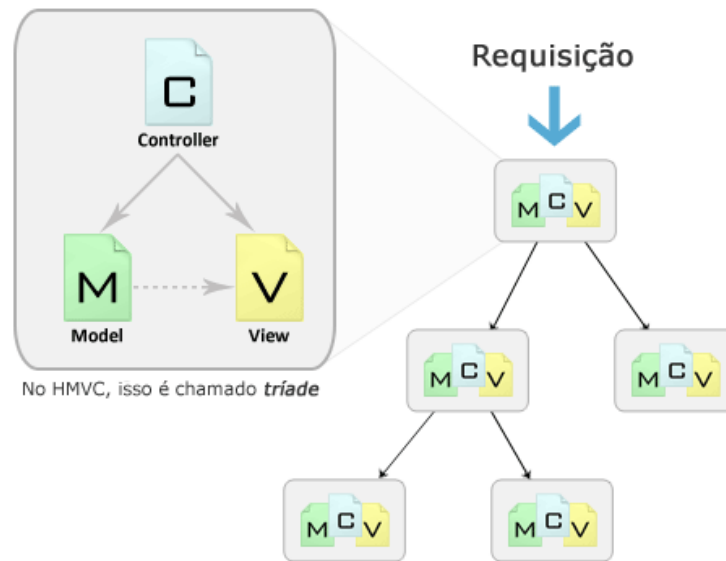 C
Controller
M
Model
V
View
No HMVC, isso é chamado tríade
Requisição
M C V
M C V
M C V
M C V
M C V